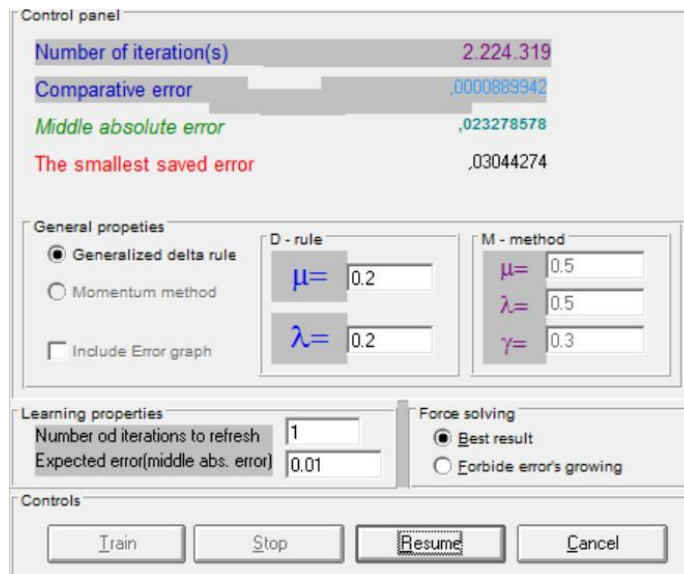 Control panel
Number of iteration(s) 2.224.319
Comparative error ,0000889942
Middle absolute error ,023278578
The smallest saved error ,03044274
General propeties
Generalized delta rule
Momentum method
Include Error graph
D - rule
μ= 0.2
λ= 0.2
M - method
μ= 0.5
λ= 0.5
γ= 0.3
Learning properties
Number od iterations to refresh 1
Expected error(middle abs. error) 0.01
Force solving
Best result
Forbide error's growing
Controls
Train Stop Resume Cancel